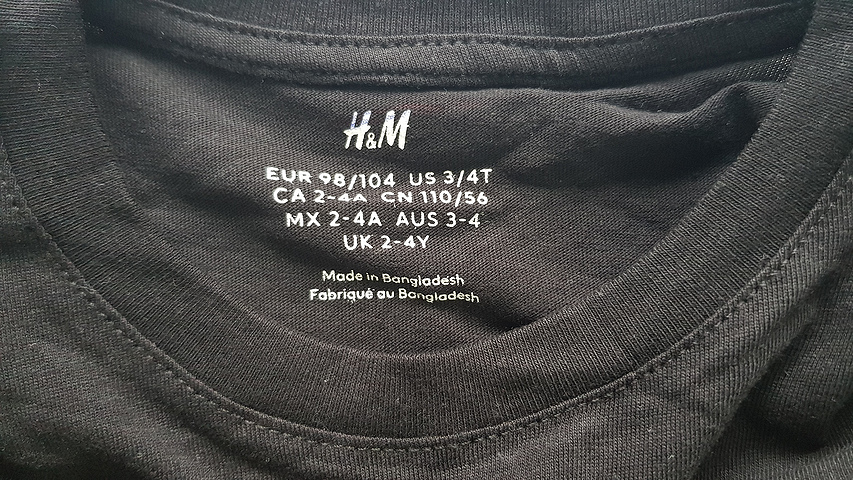 H&M
EUR 98/104 US 3/4T
CA 2-4A CN 110/56
MX 2-4A AUS 3-4
UK 2-4Y
Made in Bangladesh
Fabriqué au Bangladesh